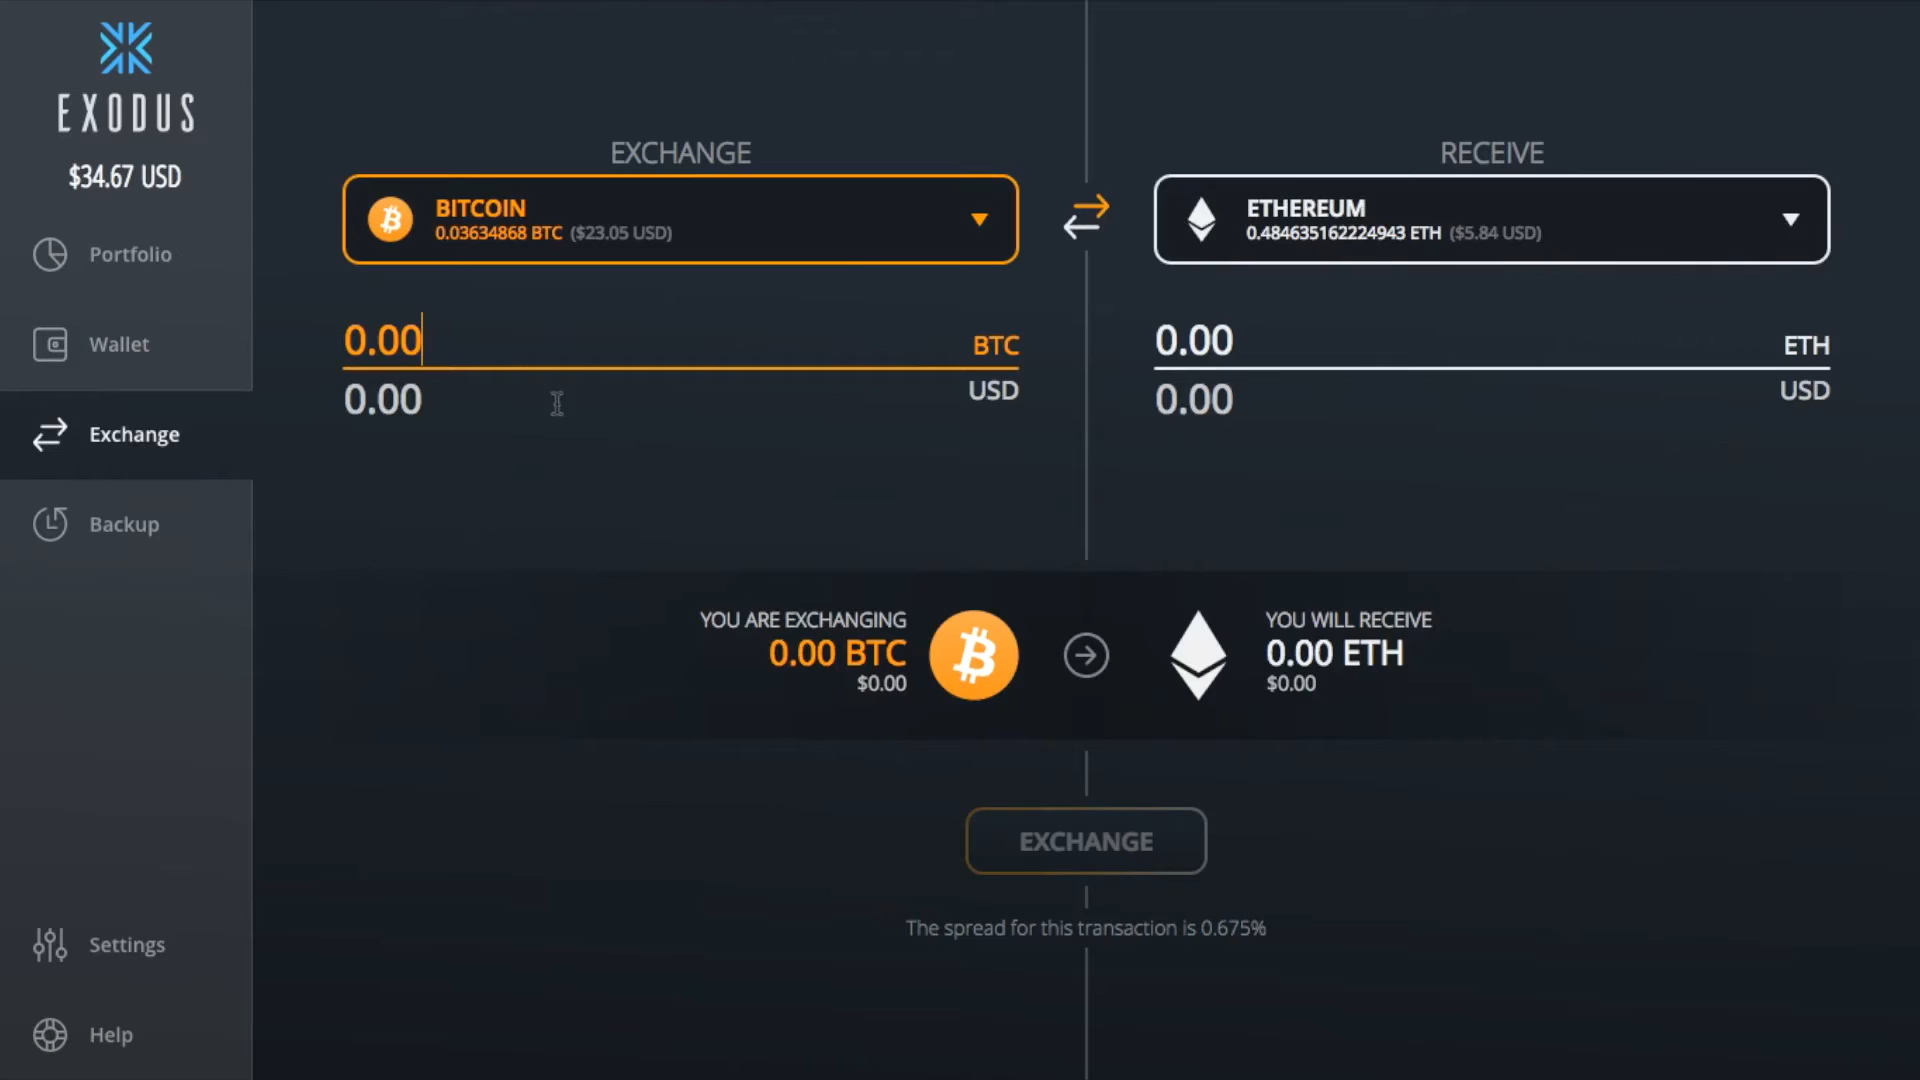 EXODUS
$34.67 USD
Portfolio
Wallet
Exchange
Backup
Settings
Help
EXCHANGE
BITCOIN
0.03634868 BTC ($23.05 USD)
0.00 BTC
0.00 USD
RECEIVE
ETHEREUM
0.484635162224943 ETH ($5.84 USD)
0.00 ETH
0.00 USD
YOU ARE EXCHANGING
0.00 BTC
$0.00
YOU WILL RECEIVE
0.00 ETH
$0.00
EXCHANGE
The spread for this transaction is 0.675%